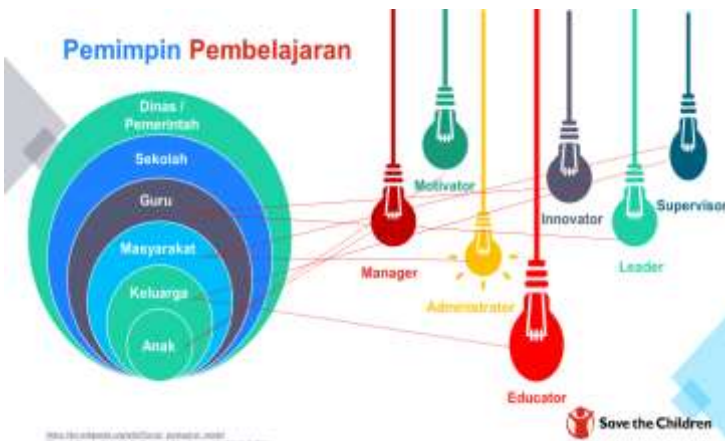 Pemimpin Pembelajaran
Dinas /
Pemerintah
Sekolah
Guru
Masyarakat
Keluarga
Anak
Motivator
Innovator
Supervisor
Manager
Leader
Administrator
Educator
Save the Children